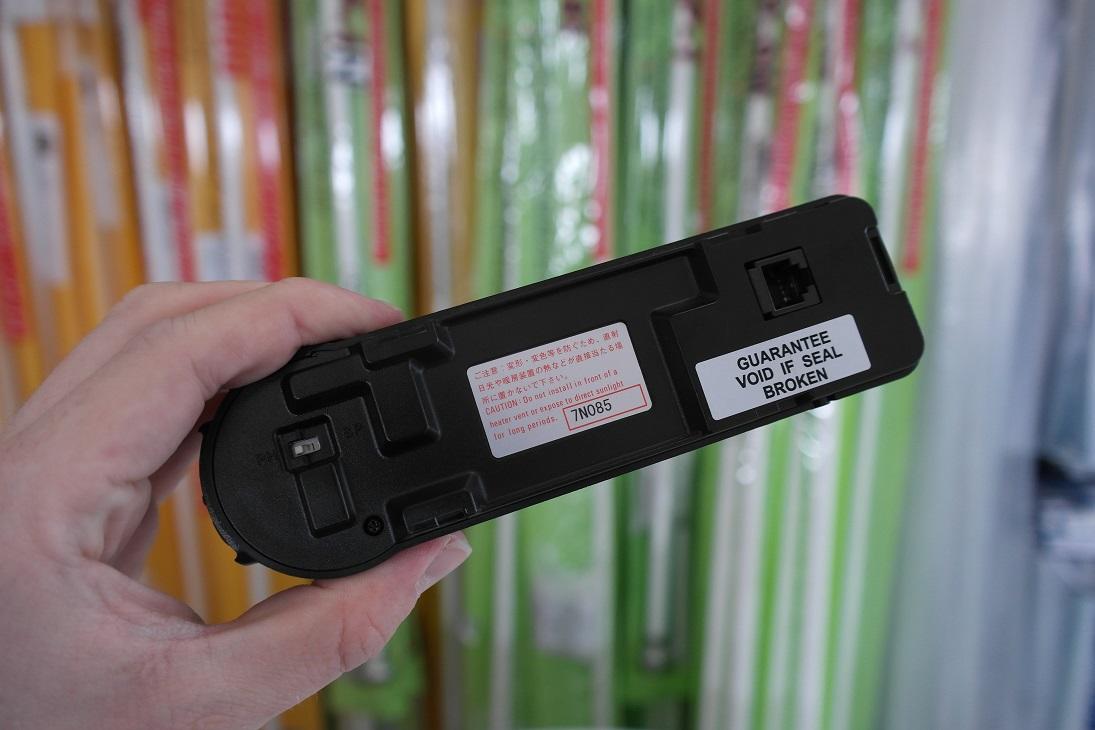 PH
SP
ご注意:変形・変色等を防ぐため、直射
日光や暖房装置の熱などが直接当たる場
所に置かないで下さい。
CAUTION: Do not install in front of a
heater vent or expose to direct sunlight
for long periods.
7N085
GUARANTEE
VOID IF SEAL
BROKEN